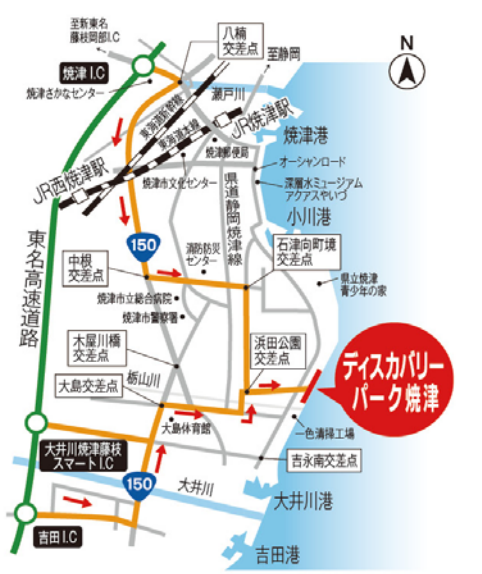 至新東名
藤枝岡部I.C
八楠
交差点
N
至静岡
焼津I.C
焼津さかなセンター
瀬戸川
東海道新幹線
東海道本線
JR焼津駅
焼津港
焼津郵便局
オーシャンロード
JR西焼津駅
焼津市文化センター
深層水ミュージアム
アクアスやいづ
県道静岡焼津線
小川港
東名高速道路
150
消防防災
センター
石津向町境
交差点
中根
交差点
県立焼津
青少年の家
焼津市立総合病院
焼津市警察署
木屋川橋
交差点
浜田公園
交差点
ディスカバリー
パーク焼津
栃山川
大島交差点
大島体育館
一色清掃工場
大井川焼津藤枝
スマートI.C
吉永南交差点
150
大井川
大井川港
吉田I.C
吉田港